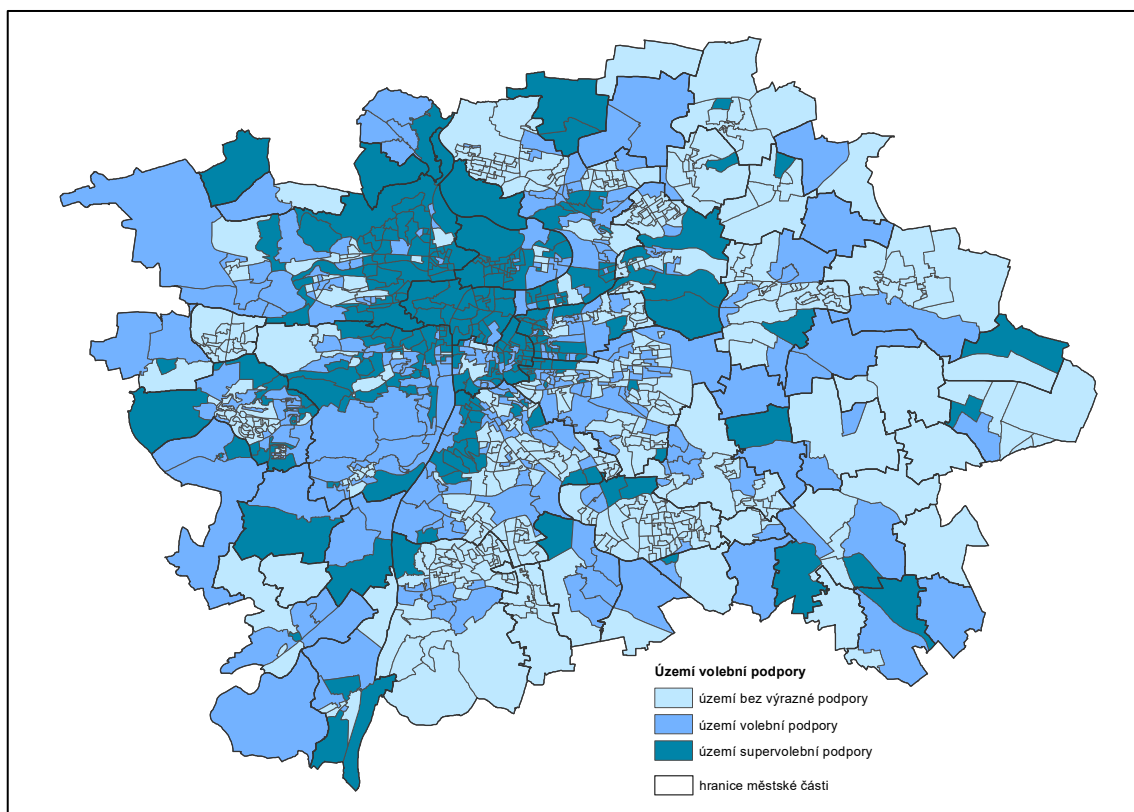 Území volební podpory
území bez výrazné podpory
území volební podpory
území supervolební podpory
hranice městské části